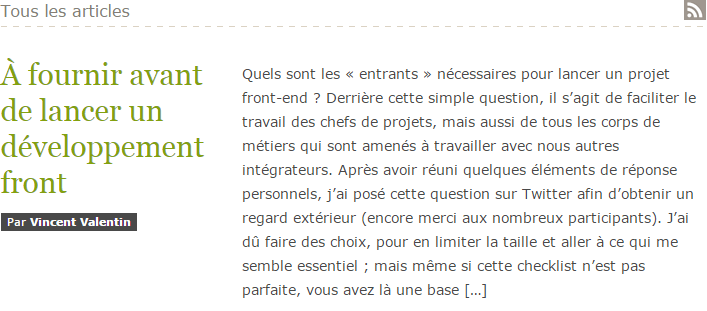 Tous les articles
À fournir avant
de lancer un
développement
front
Par Vincent Valentin
Quels sont les « entrants » nécessaires pour lancer un projet
front-end ? Derrière cette simple question, il s’agit de faciliter le
travail des chefs de projets, mais aussi de tous les corps de
métiers qui sont amenés à travailler avec nous autres
intégrateurs. Après avoir réuni quelques éléments de réponse
personnels, j’ai posé cette question sur Twitter afin d’obtenir un
regard extérieur (encore merci aux nombreux participants). J’ai
dû faire des choix, pour en limiter la taille et aller à ce qui me
semble essentiel ; mais même si cette checklist n’est pas
parfaite, vous avez là une base […]